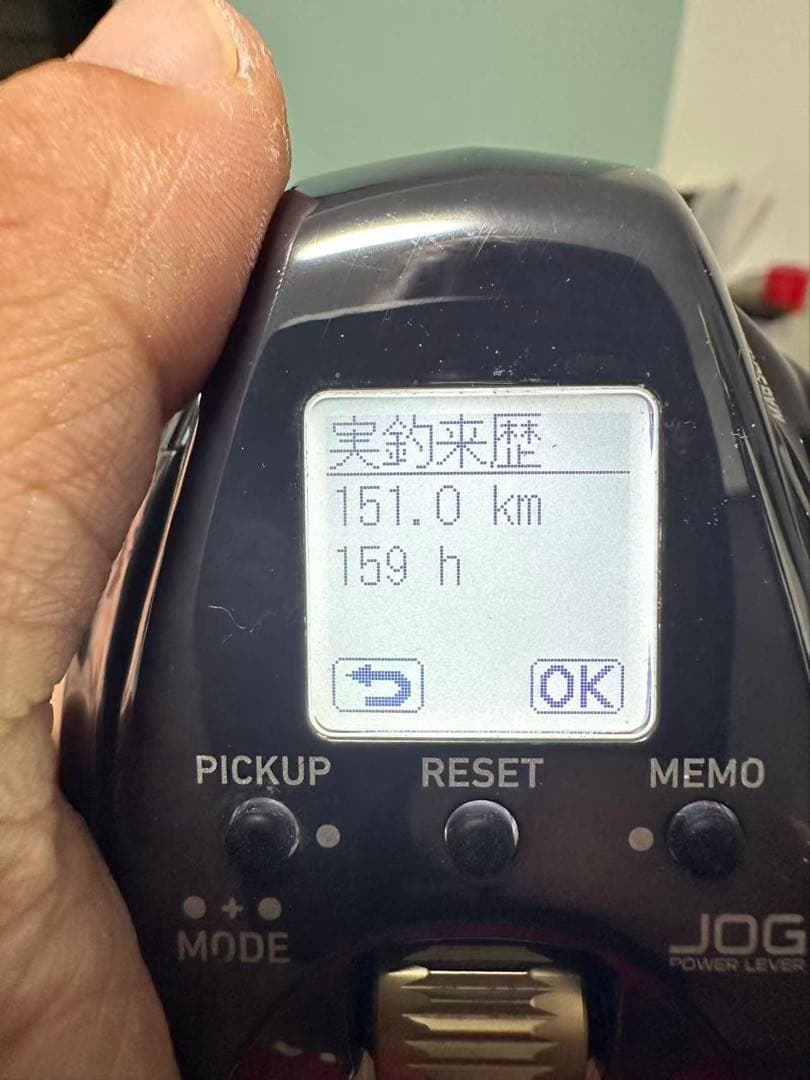 実釣来歴
151.0 km
159 h
OK
PICKUP
RESET
MEMO
MODE
JOG
POWER LEVER